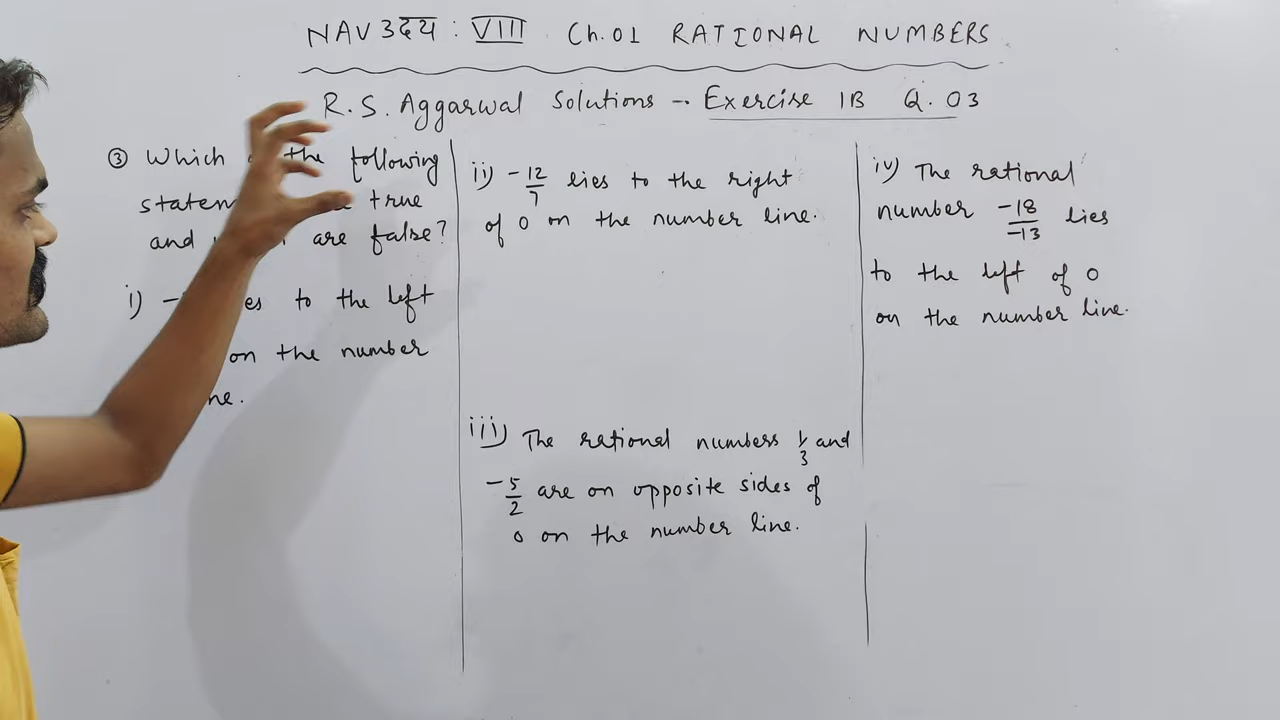 NAVउदय : VIII Ch.01 RATIONAL NUMBERS
R.S. Aggarwal Solutions - Exercise 1B Q.03
③ Which the following
true
and are false?
i) - to the left
on the number
ii) -12/7 lies to the right
of 0 on the number line.
iii) The rational numbers 1/3 and
-5/2 are on opposite sides of
0 on the number line.
iv) The rational
number -18/-13 lies
to the left of 0
on the number line.